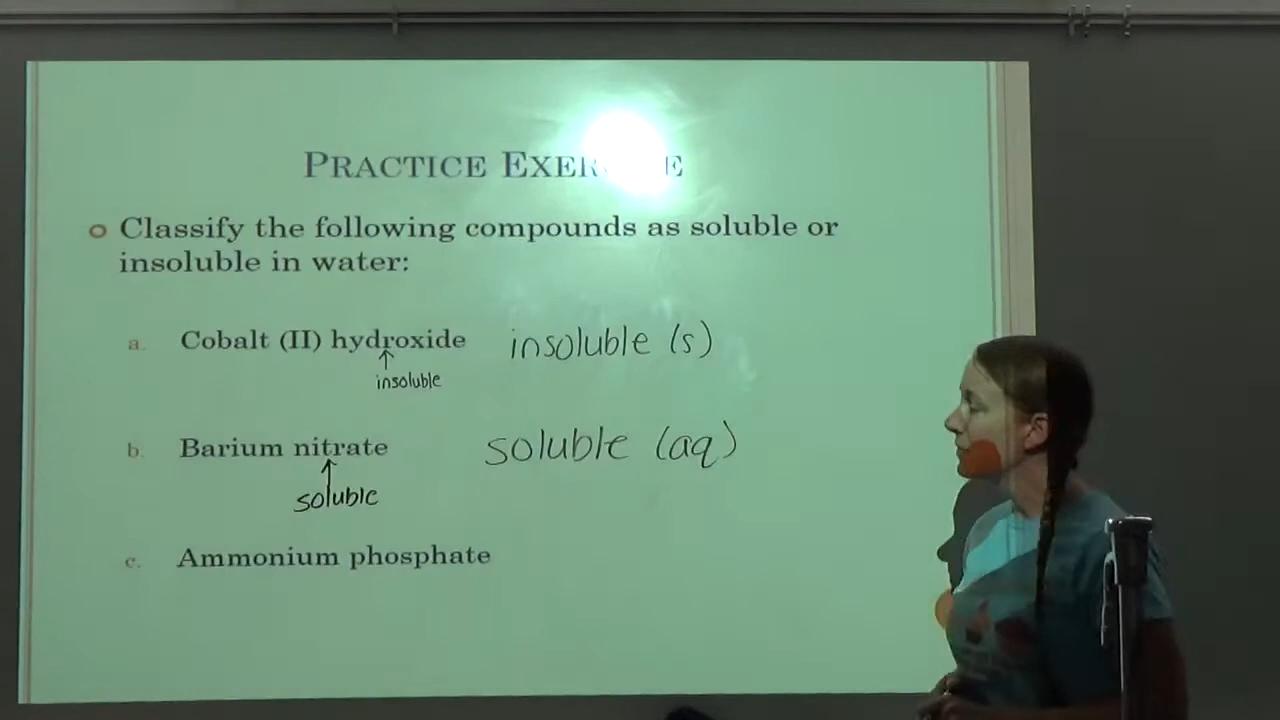 PRACTICE EXER E
Classify the following compounds as soluble or
insoluble in water:
a. Cobalt (II) hydroxide insoluble (s)
insoluble
b. Barium nitrate soluble (aq)
soluble
c. Ammonium phosphate